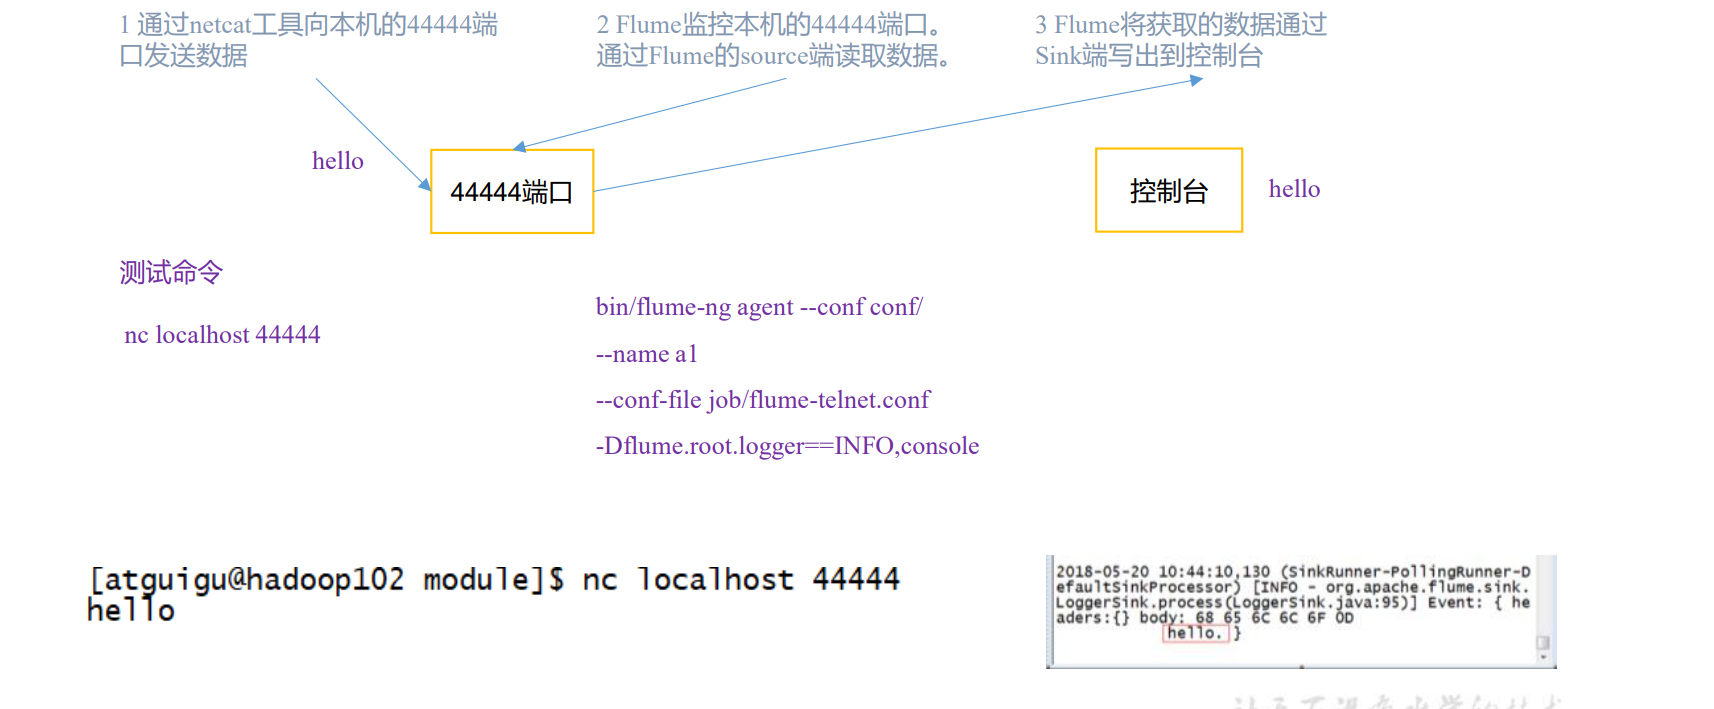 1 通过netcat工具向本机的44444端
口发送数据
2 Flume监控本机的44444端口。
通过Flume的source端读取数据。
3 Flume将获取的数据通过
Sink端写出到控制台
hello
44444端口
控制台
hello
测试命令
nc localhost 44444
bin/flume-ng agent --conf conf/
--name a1
--conf-file job/flume-telnet.conf
-Dflume.root.logger==INFO,console
[atguigu@hadoop102 module]$ nc localhost 44444
hello
2018-05-20 10:44:10,130 (SinkRunner-PollingRunner-D
efaultSinkProcessor) [INFO - org.apache.flume.sink.
LoggerSink.process(LoggerSink.java:95)] Event: { he
aders:{} body: 68 65 6C 6C 6F 0D
hello. }